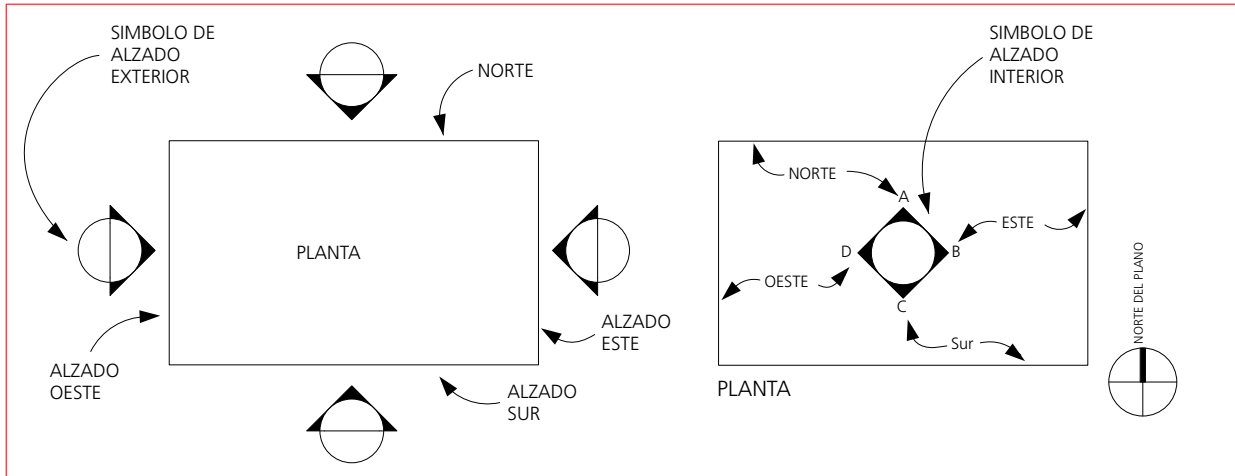 SIMBOLO DE
ALZADO
EXTERIOR
NORTE
PLANTA
ALZADO
OESTE
ALZADO
ESTE
ALZADO
SUR
SIMBOLO DE
ALZADO
INTERIOR
NORTE
A
ESTE
D
B
OESTE
C
Sur
PLANTA
NORTE DEL PLANO